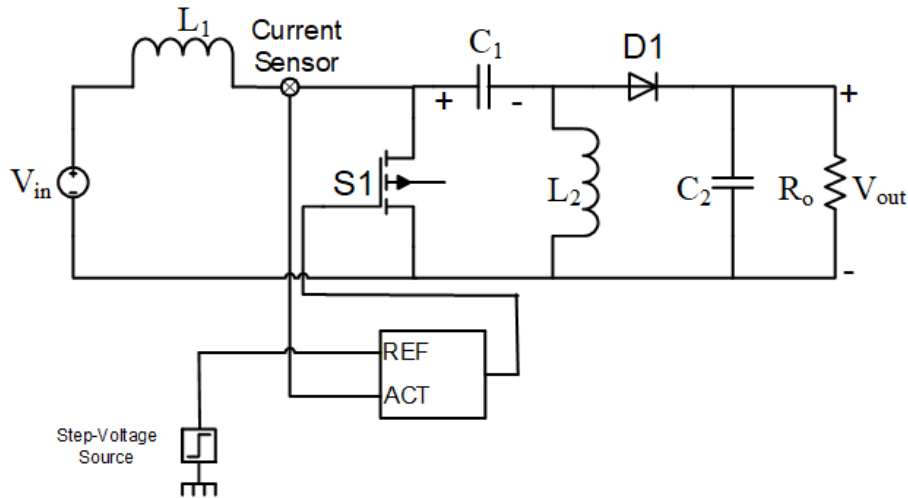 L1
Current
Sensor
C1
D1
+
-
+
Vin
S1
L2
C2
Ro
Vout
-
REF
ACT
Step-Voltage
Source